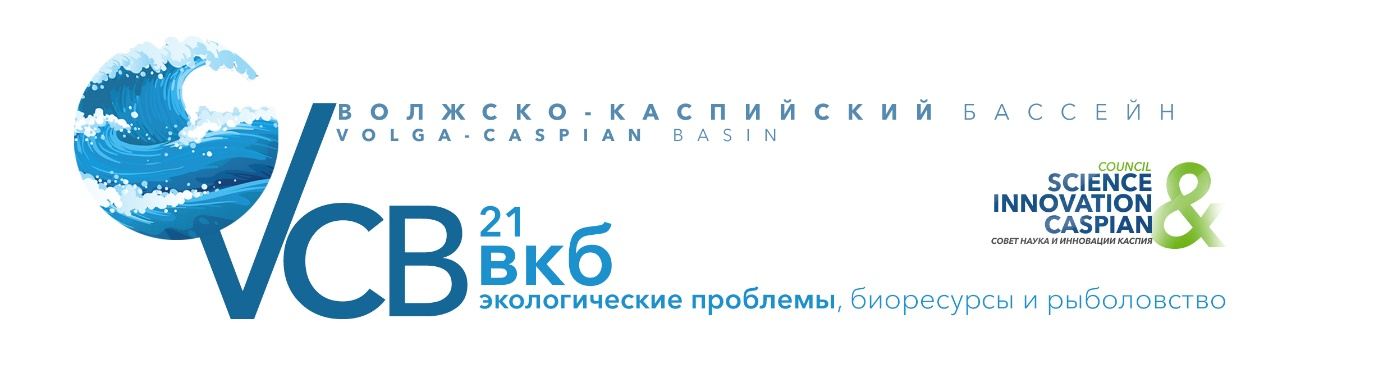 ВОЛЖСКО-КАСПИЙСКИЙ БАССЕЙН
VOLGA-CASPIAN BASIN
COUNCIL
SCIENCE
INNOVATION
CASPIAN
&
СОВЕТ НАУКА И ИННОВАЦИИ КАСПИЯ
VCB
21
вкб
экологические проблемы, биоресурсы и рыболовство